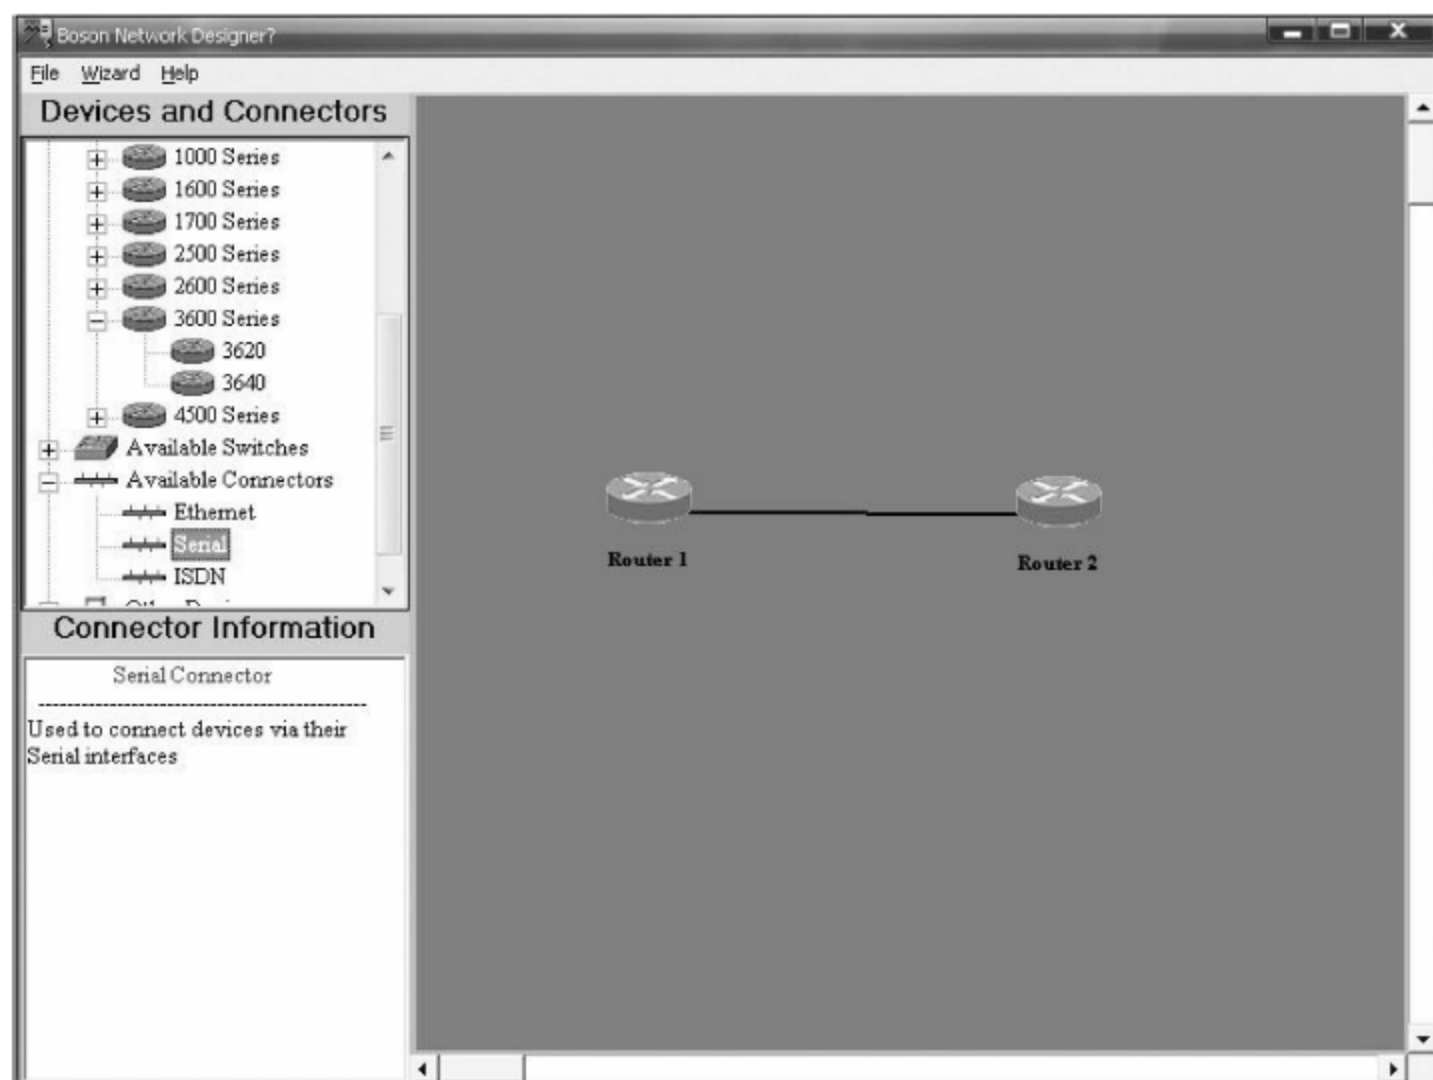 Boson Network Designer?
File Wizard Help
Devices and Connectors
1000 Series
1600 Series
1700 Series
2500 Series
2600 Series
3600 Series
3620
3640
4500 Series
Available Switches
Available Connectors
Ethernet
Serial
ISDN
Connector Information
Serial Connector
Used to connect devices via their
Serial interfaces
Router 1
Router 2